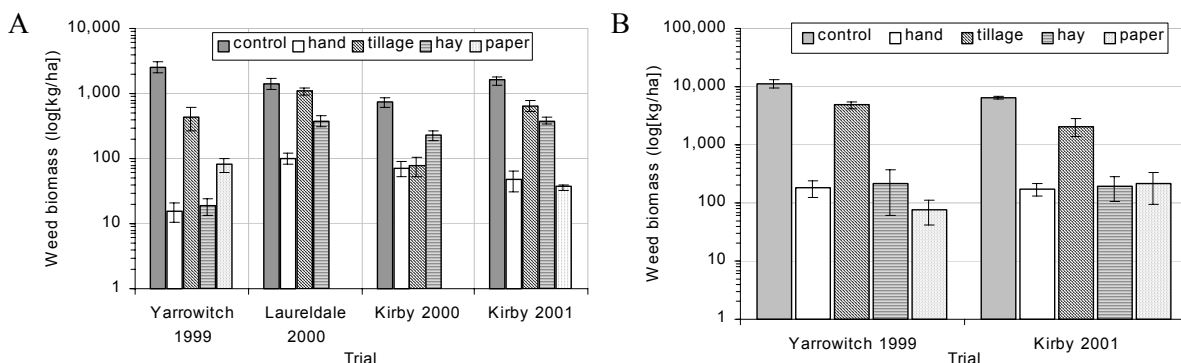 A
Weed biomass (log[kg/ha])
10,000
1,000
100
10
1
control hand tillage hay paper
Yarrowitch 1999
Laureldale 2000
Kirby 2000
Kirby 2001
Trial
B
Weed biomass (log[kg/ha])
100,000
10,000
1,000
100
10
1
control hand tillage hay paper
Yarrowitch 1999
Kirby 2001
Trial